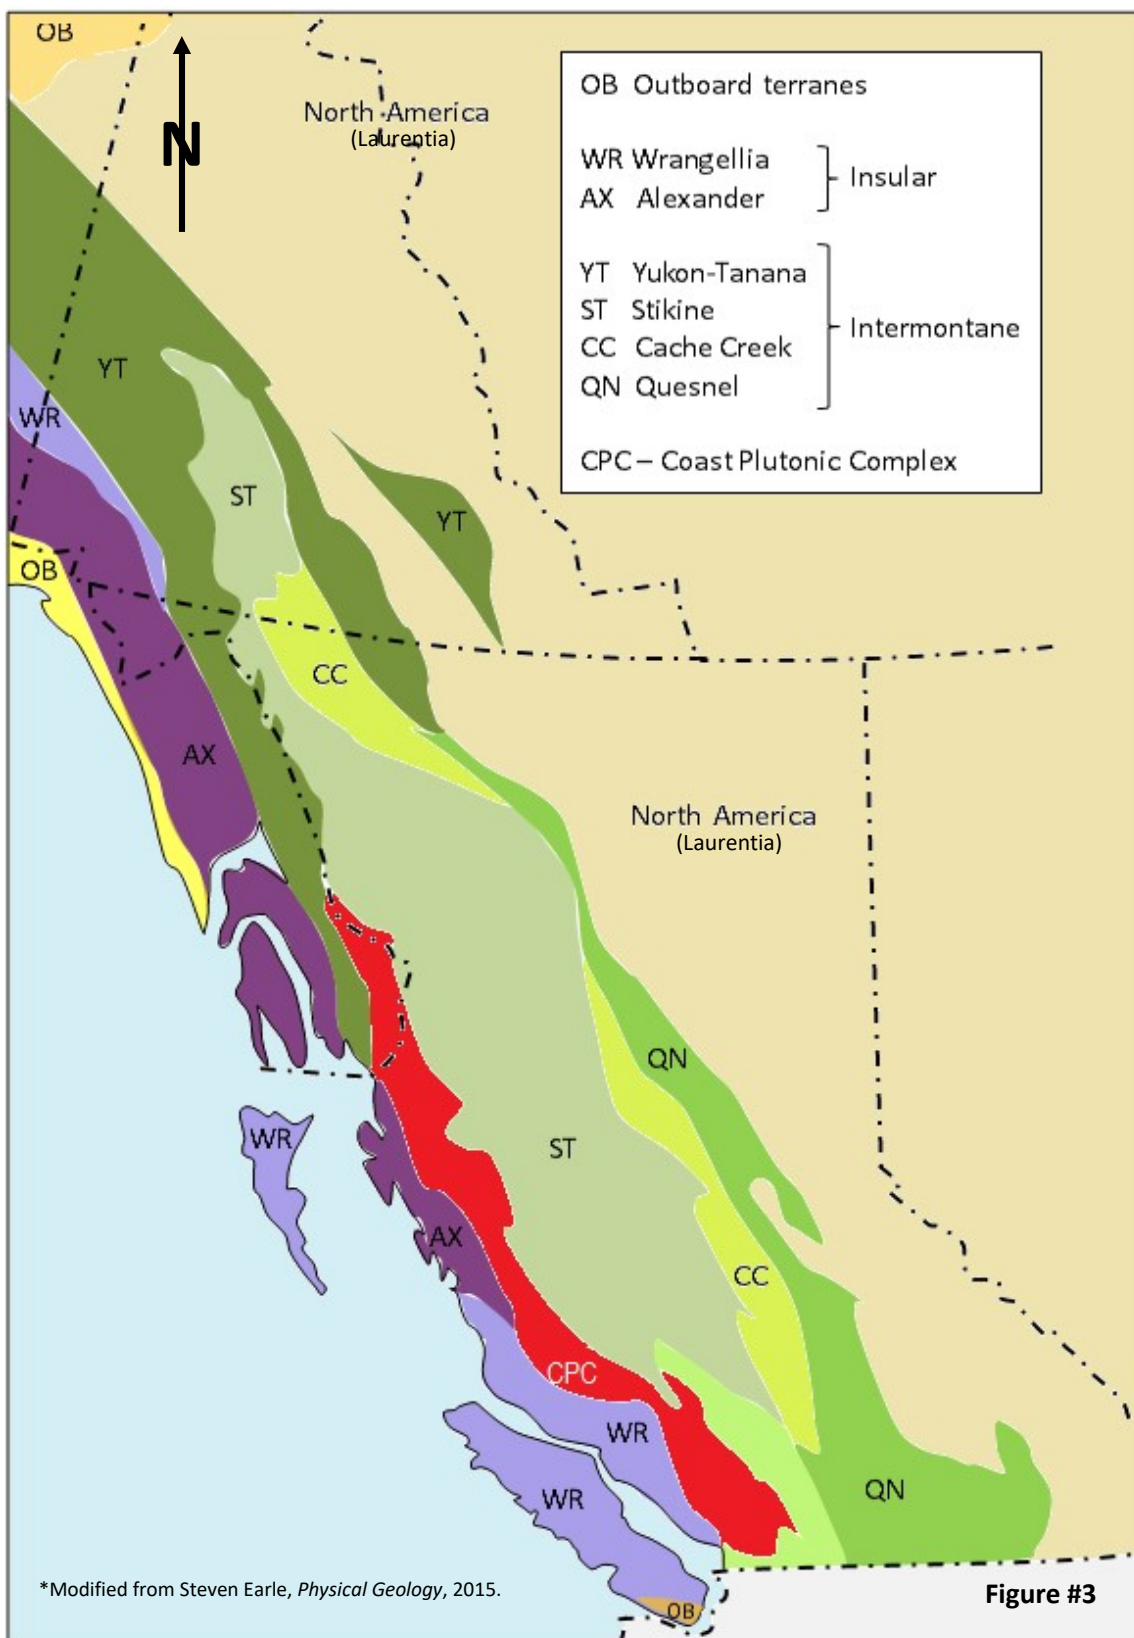 OB
N
North America
(Laurentia)
OB Outboard terranes
WR Wrangellia
AX Alexander
Insular
YT Yukon-Tanana
ST Stikine
CC Cache Creek
QN Quesnel
Intermontane
CPC – Coast Plutonic Complex
YT
WR
ST
YT
OB
CC
AX
North America
(Laurentia)
QN
WR
ST
AX
CC
CPC
WR
QN
WR
*Modified from Steven Earle, Physical Geology, 2015.
Figure #3
OB